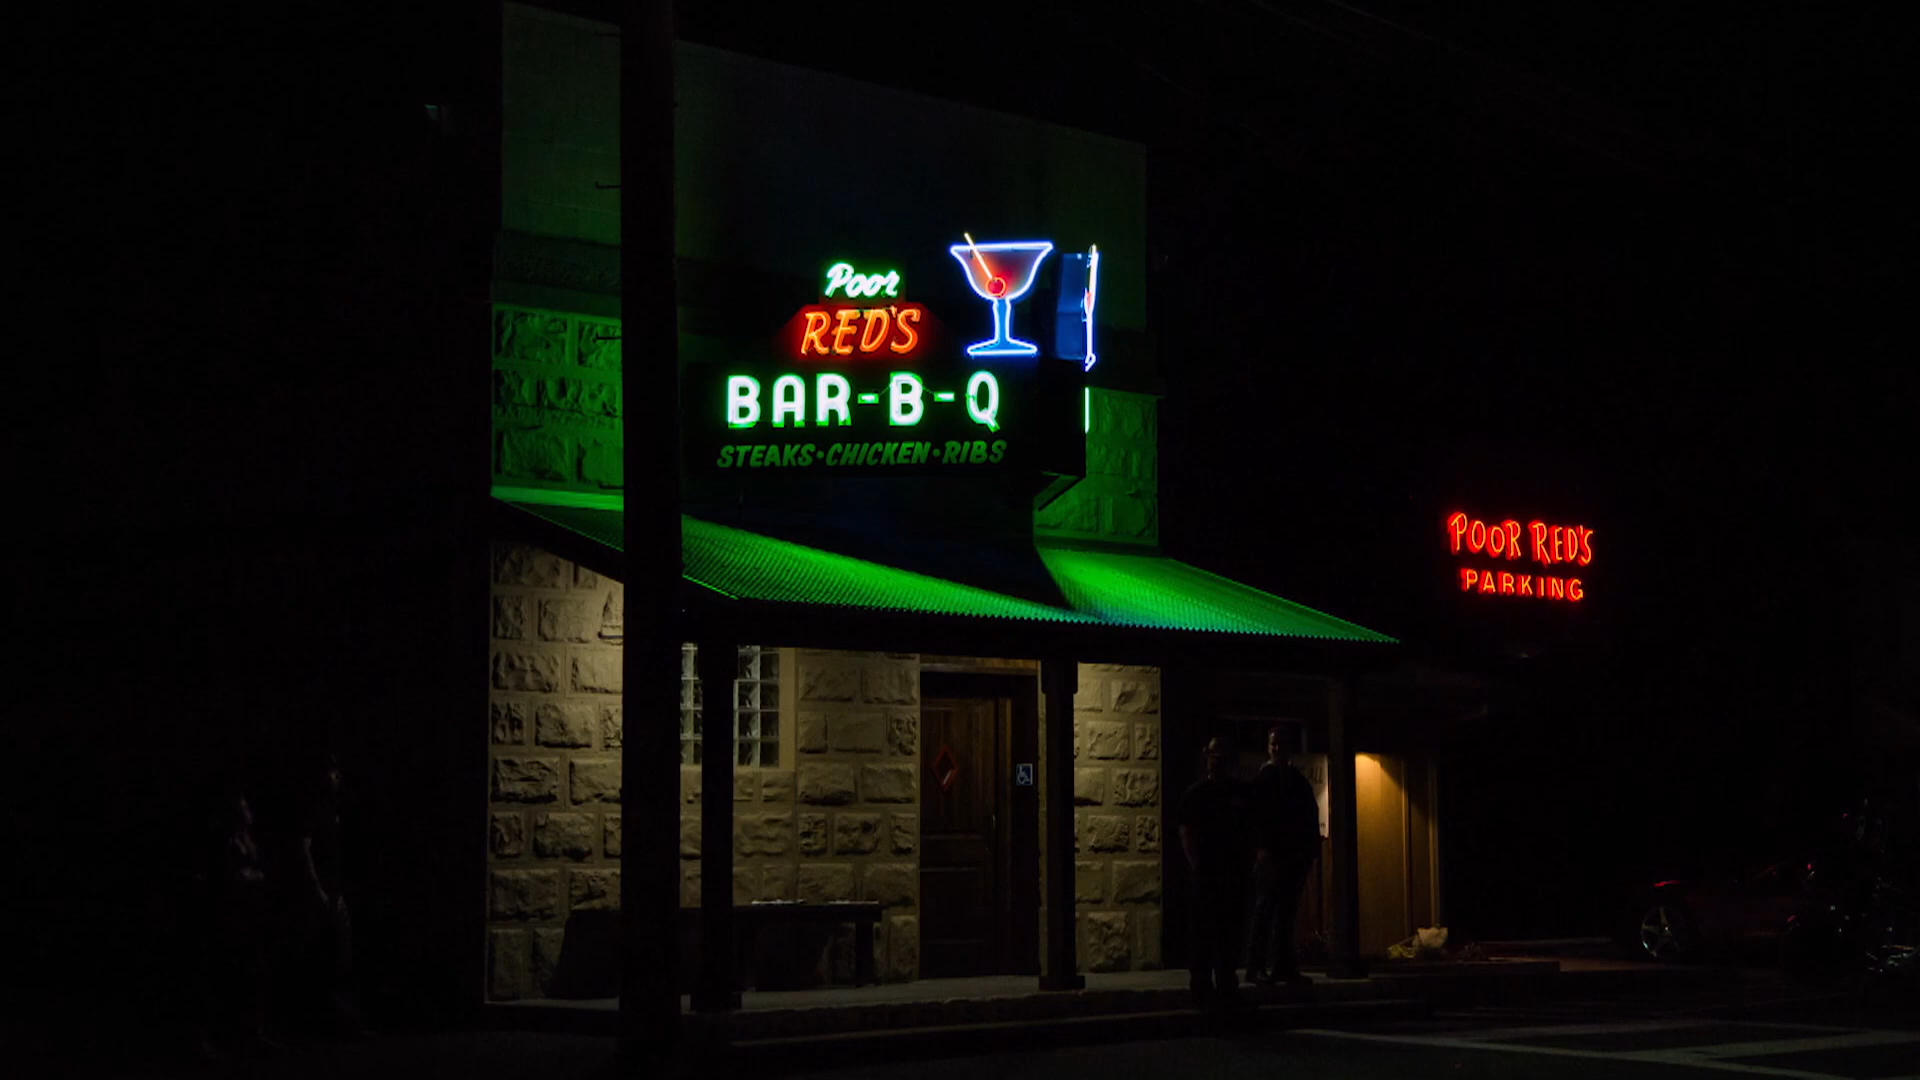 Poor
RED'S
BAR-B-Q
STEAKS•CHICKEN•RIBS
POOR RED'S
PARKING